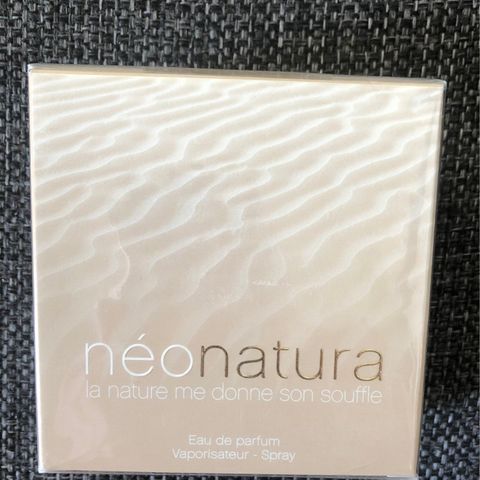 néonatura
la nature me donne son souffle
Eau de parfum
Vaporisateur - Spray